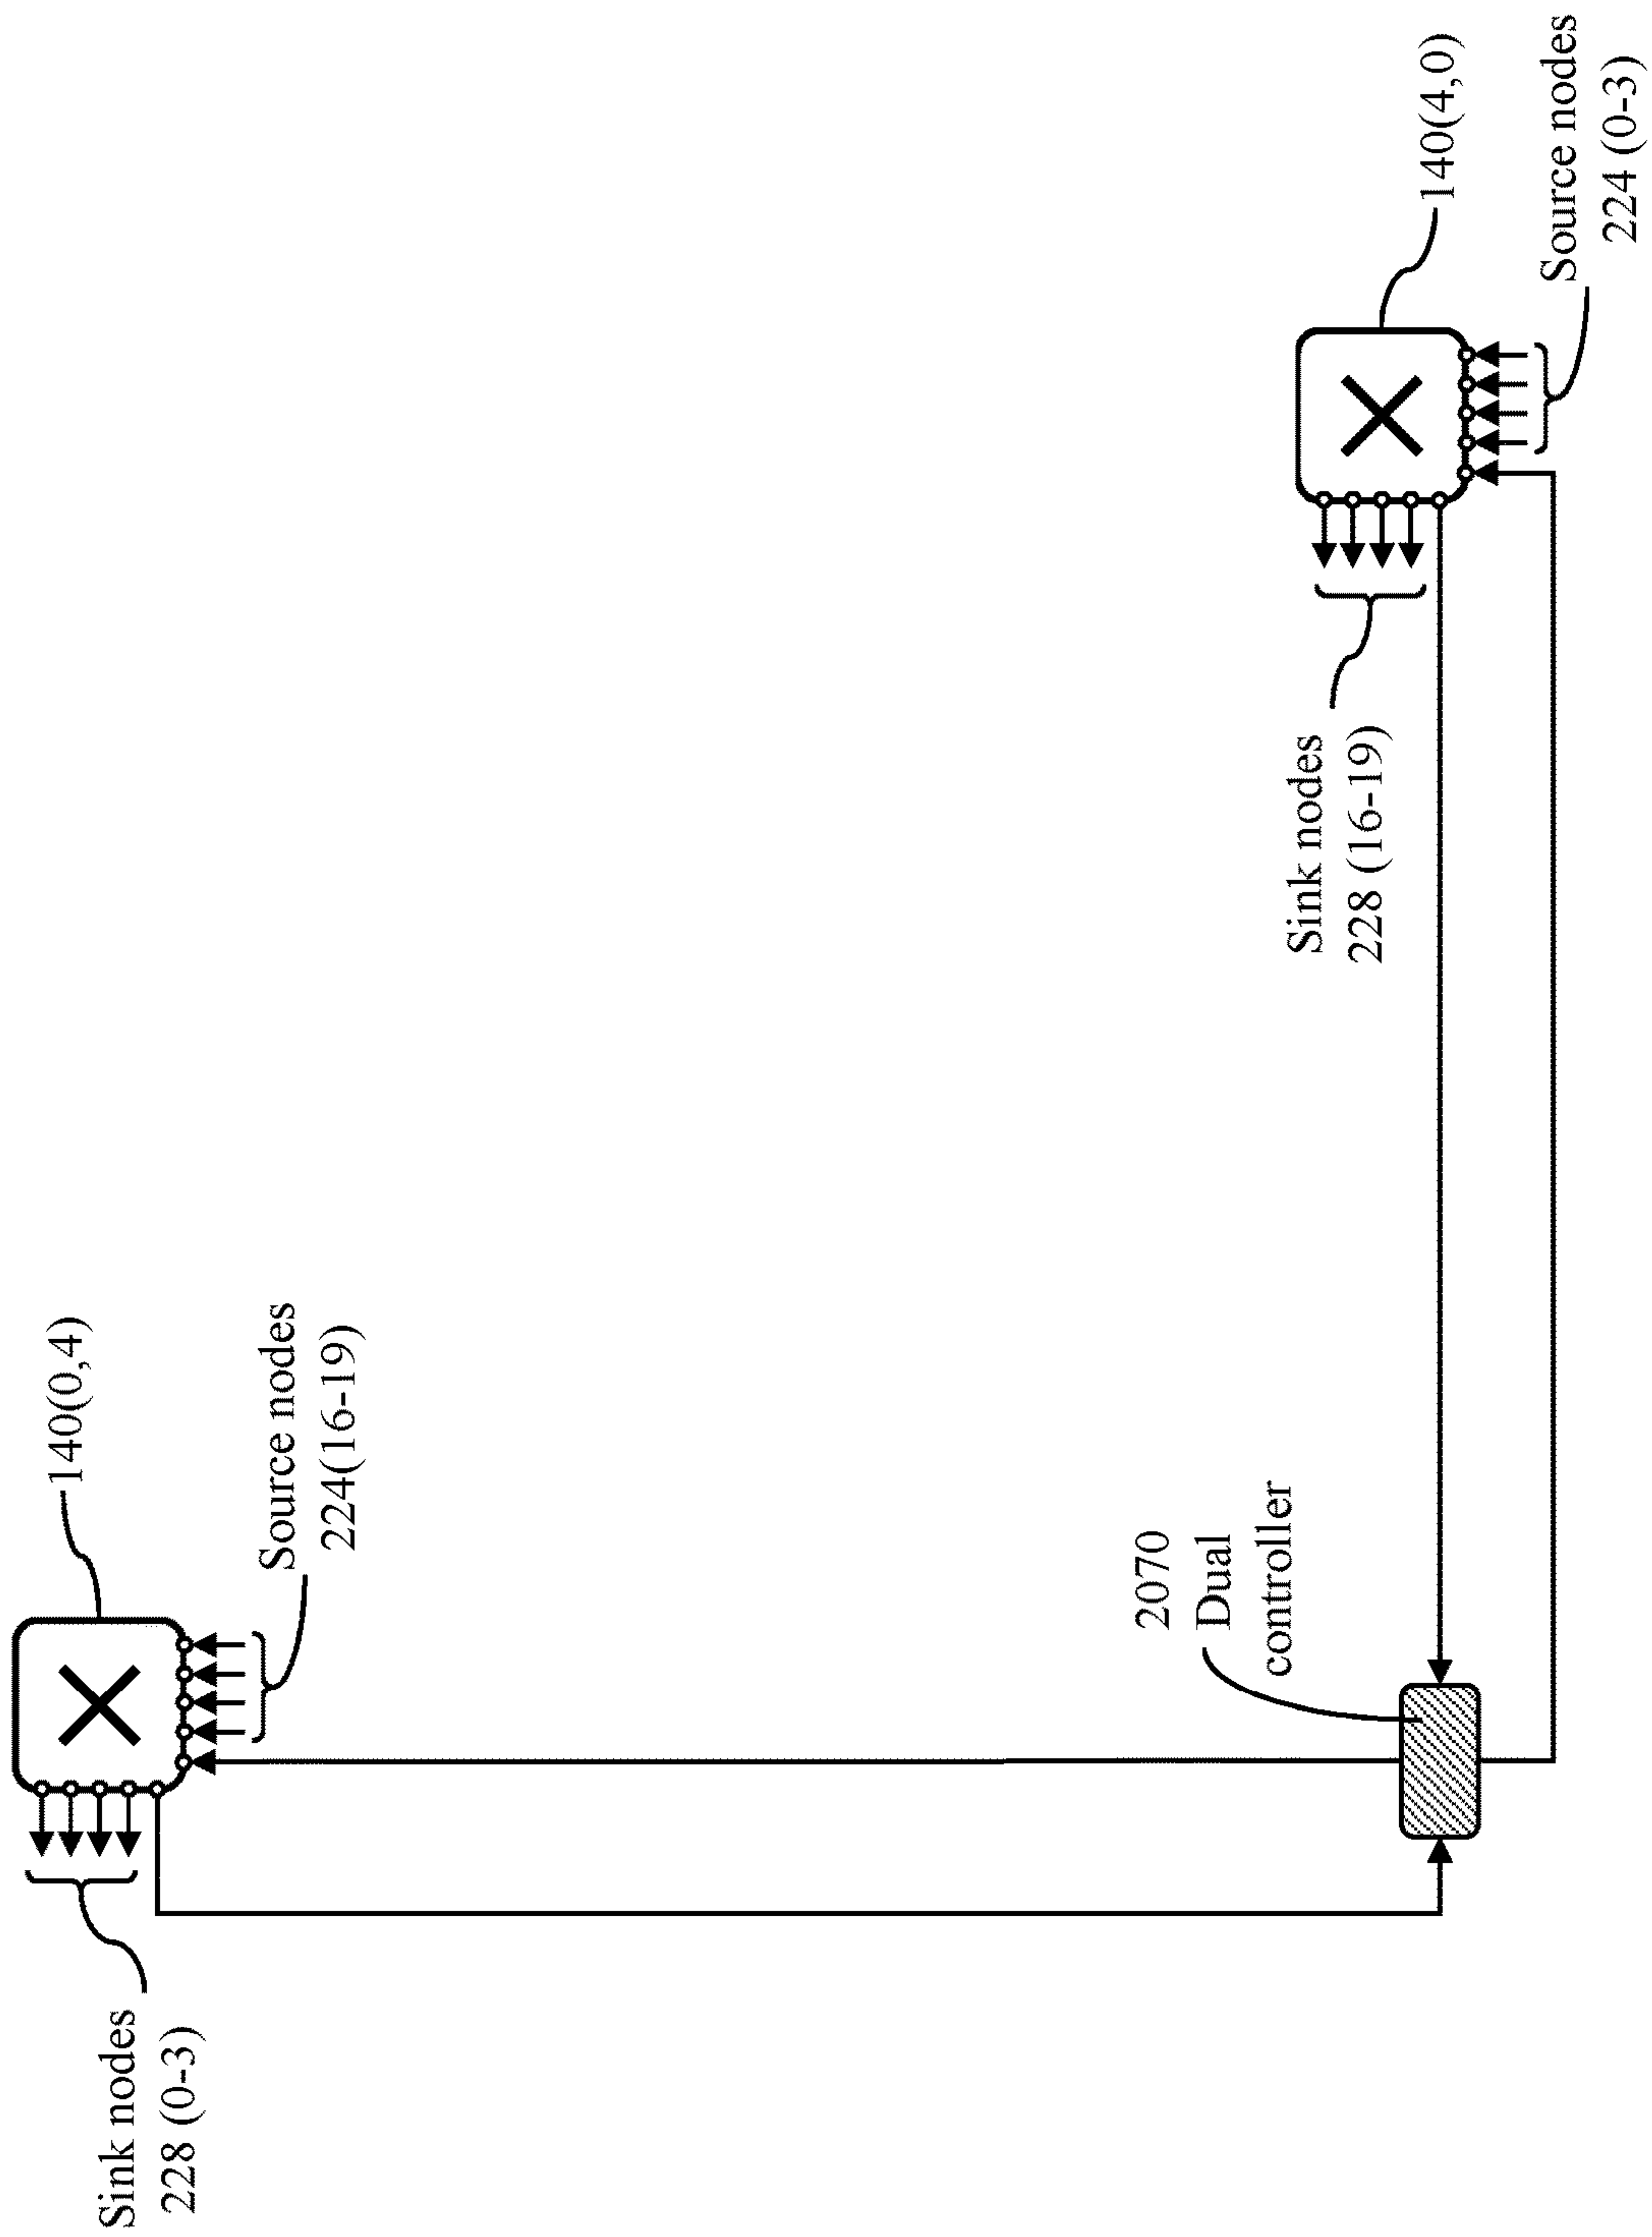 140(0,4)
Source nodes
224(16-19)
Sink nodes
228 (0-3)
2070
Dual
controller
140(4,0)
Source nodes
224 (0-3)
Sink nodes
228 (16-19)